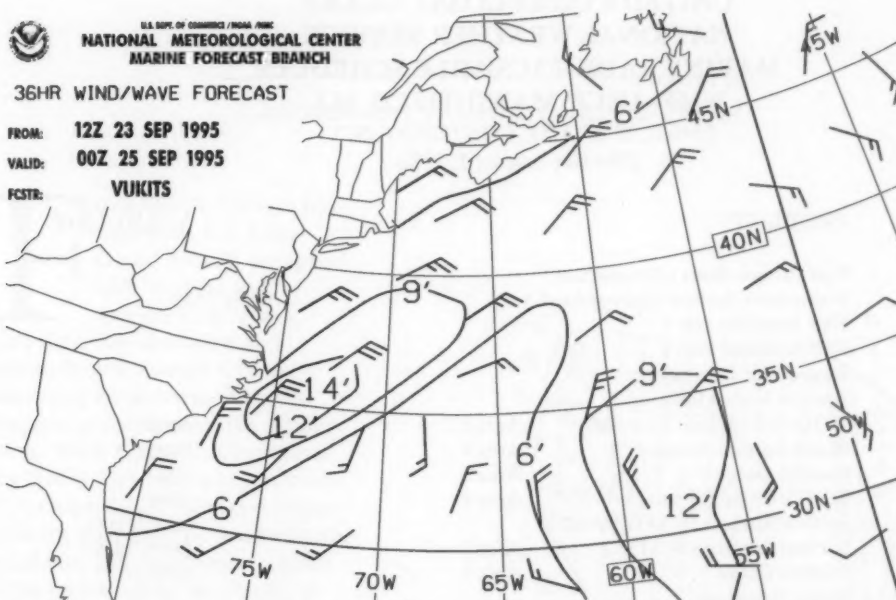 U.S. DEPT. OF COMMERCE / NOAA / NMC
NATIONAL METEOROLOGICAL CENTER
MARINE FORECAST BRANCH
36HR WIND/WAVE FORECAST
FROM: 12Z 23 SEP 1995
VALID: 00Z 25 SEP 1995
FCSTR: VUKITS
45W
6'
45N
40N
9'
35N
9'
14'
12'
50W
6'
6'
12'
30N
55W
60W
75W
70W
65W